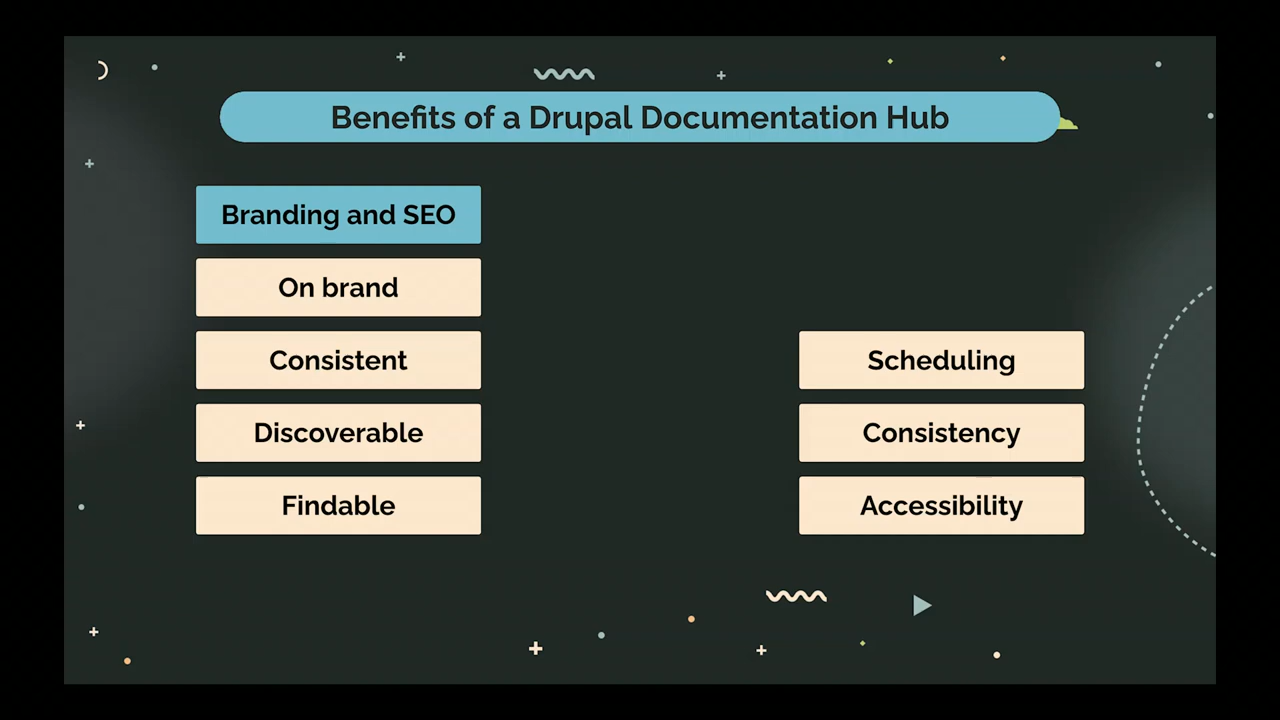 Benefits of a Drupal Documentation Hub
Branding and SEO
On brand
Consistent
Discoverable
Findable
Scheduling
Consistency
Accessibility